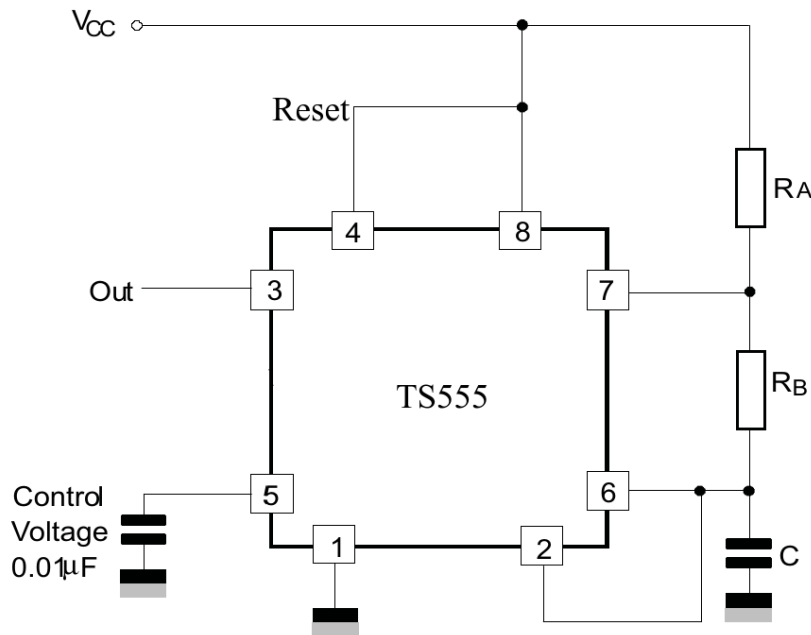 VCC
Reset
RA
4
8
Out
3
7
TS555
RB
5
6
Control
Voltage
0.01µF
1
2
C